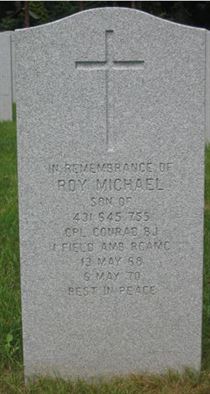 IN REMEMBRANCE OF
ROY MICHAEL
SON OF
431 645 755
CPL CONRAD BJ
1 FIELD AMB RCAMC
13 MAY 68
6 MAY 70
REST IN PEACE